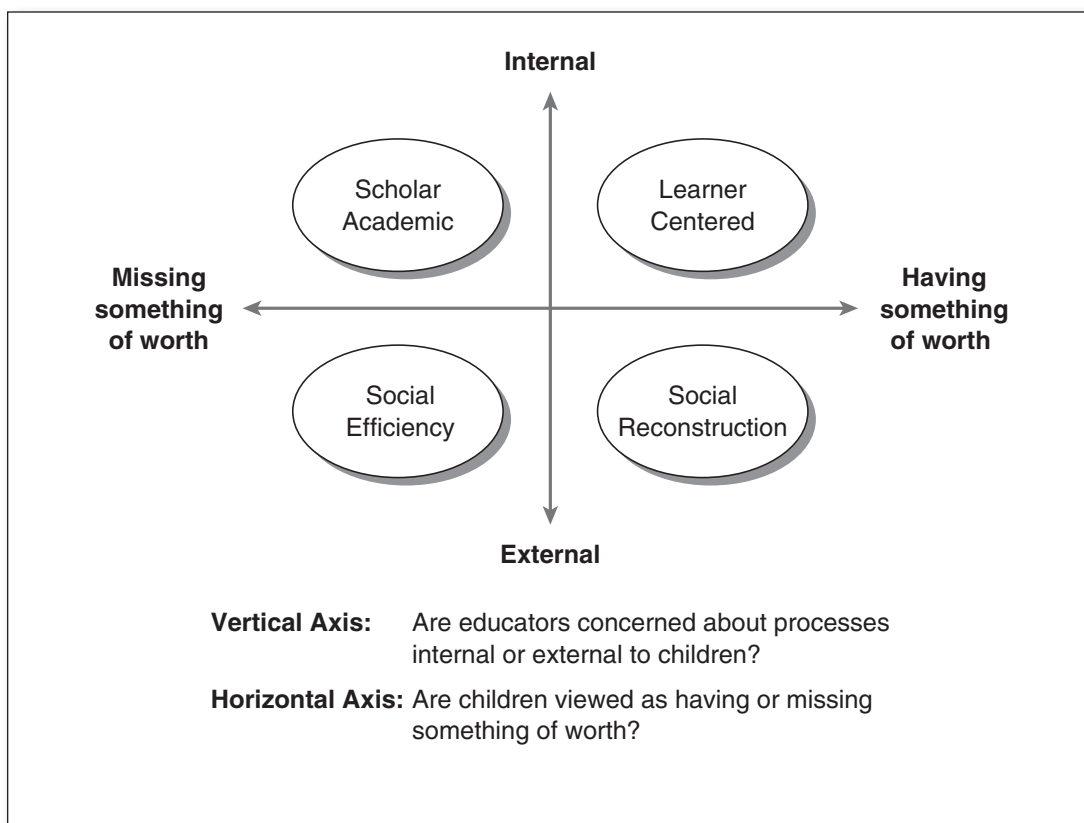 Internal
Scholar
Academic
Learner
Centered
Missing
something
of worth
Having
something
of worth
Social
Efficiency
Social
Reconstruction
External
Vertical Axis: Are educators concerned about processes
internal or external to children?
Horizontal Axis: Are children viewed as having or missing
something of worth?